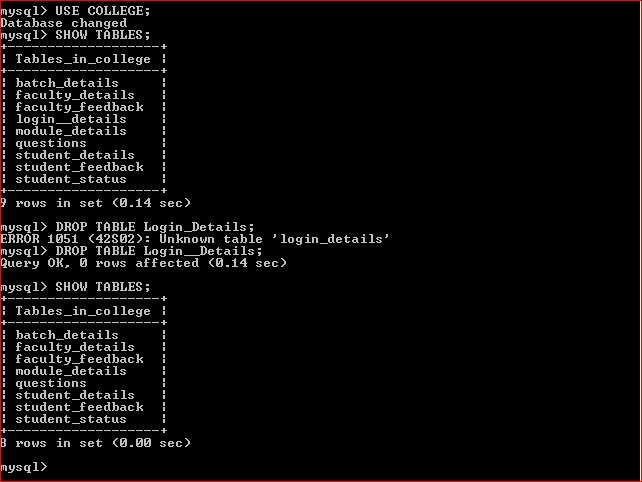 mysql> USE COLLEGE;
Database changed
mysql> SHOW TABLES;
+--------------------+
| Tables_in_college  |
+--------------------+
| batch_details      |
| faculty_details    |
| faculty_feedback   |
| login__details     |
| module_details     |
| questions          |
| student_details    |
| student_feedback   |
| student_status     |
+--------------------+
9 rows in set (0.14 sec)

mysql> DROP TABLE Login_Details;
ERROR 1051 (42S02): Unknown table 'login_details'
mysql> DROP TABLE Login__Details;
Query OK, 0 rows affected (0.14 sec)

mysql> SHOW TABLES;
+--------------------+
| Tables_in_college  |
+--------------------+
| batch_details      |
| faculty_details    |
| faculty_feedback   |
| module_details     |
| questions          |
| student_details    |
| student_feedback   |
| student_status     |
+--------------------+
8 rows in set (0.00 sec)

mysql>